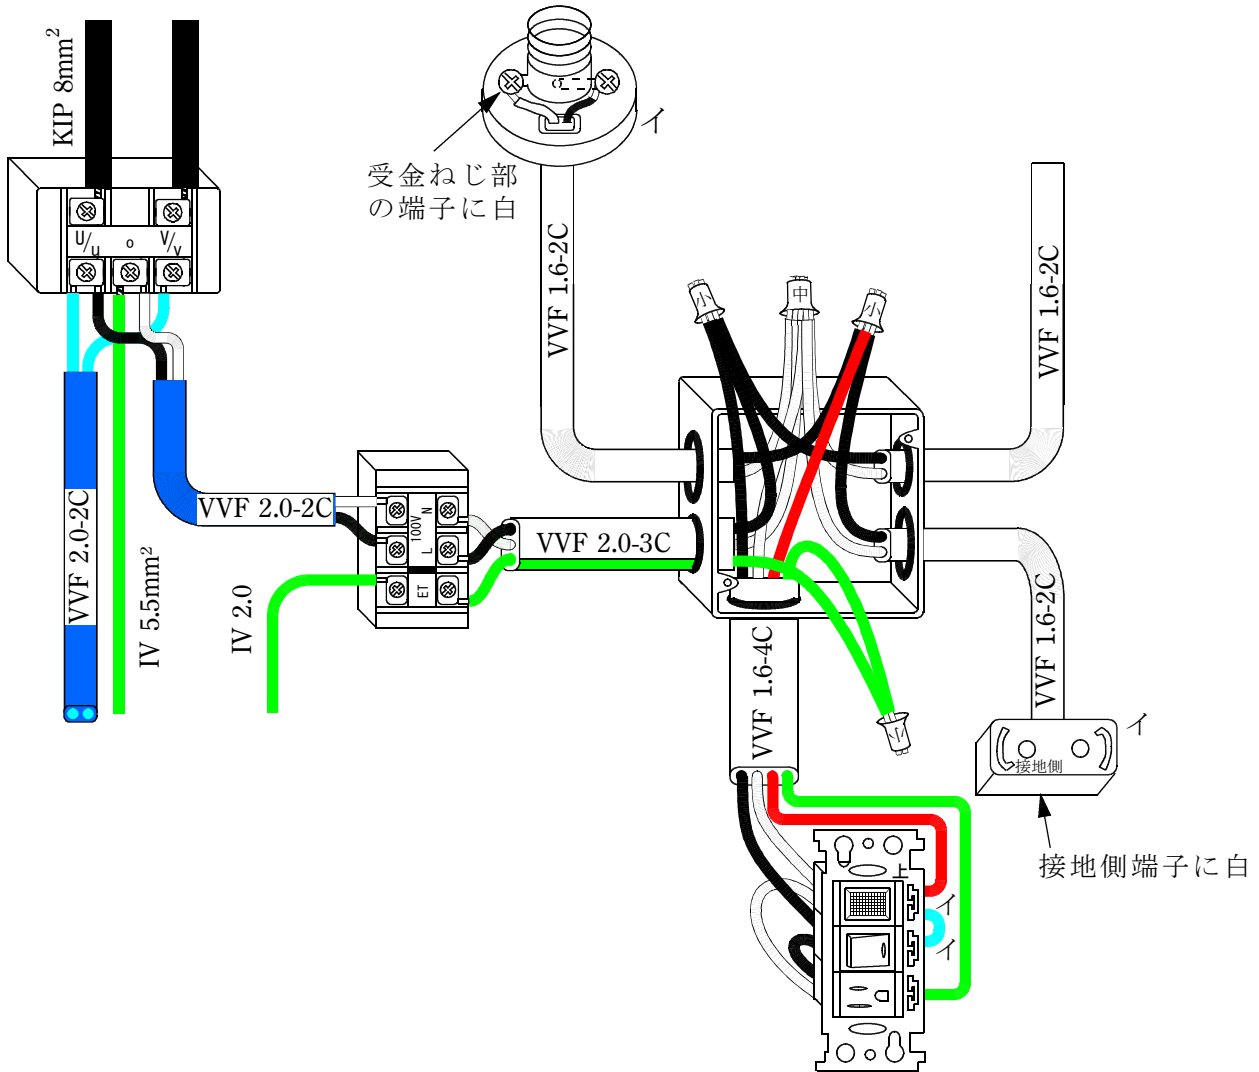 KIP 8mm²
U/u
o
V/v
VVF 2.0-2C
IV 5.5mm²
VVF 2.0-2C
IV 2.0
100V
N
L
ET
VVF 2.0-3C
イ
受金ねじ部
の端子に白
VVF 1.6-2C
小
中
小
VVF 1.6-2C
VVF 1.6-2C
VVF 1.6-4C
小
イ
接地側
接地側端子に白
上
イ
イ